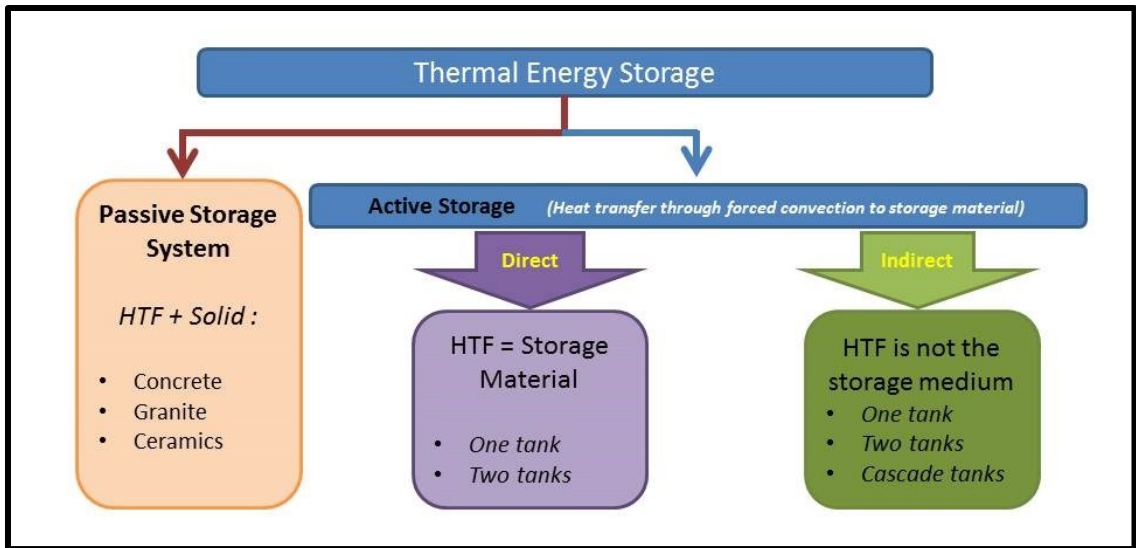 Thermal Energy Storage
Passive Storage
System
HTF + Solid :
• Concrete
• Granite
• Ceramics
Active Storage (Heat transfer through forced convection to storage material)
Direct
HTF = Storage
Material
• One tank
• Two tanks
Indirect
HTF is not the
storage medium
• One tank
• Two tanks
• Cascade tanks